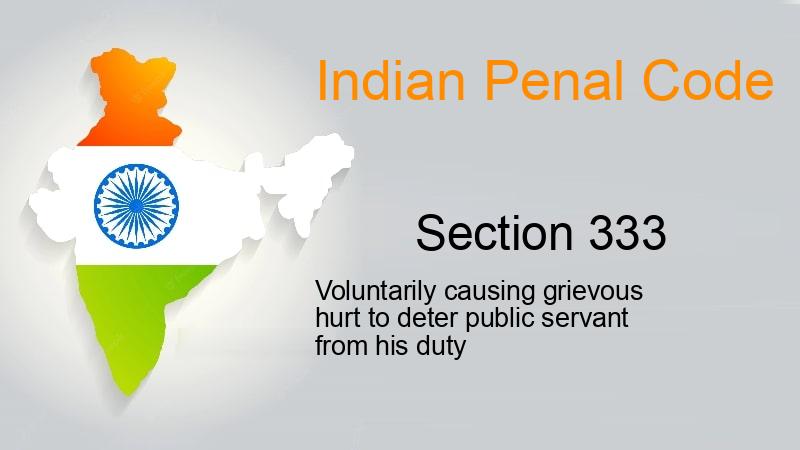 Indian Penal Code
Section 333
Voluntarily causing grievous
hurt to deter public servant
from his duty